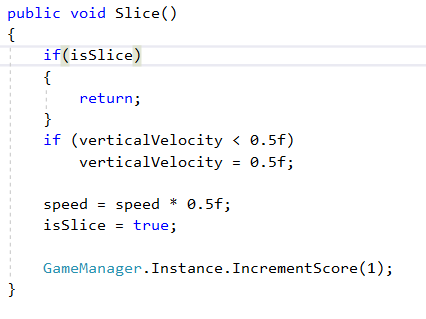 public void Slice()
{
    if(isSlice)
    {
        return;
    }
    if (verticalVelocity < 0.5f)
        verticalVelocity = 0.5f;

    speed = speed * 0.5f;
    isSlice = true;

    GameManager.Instance.IncrementScore(1);
}